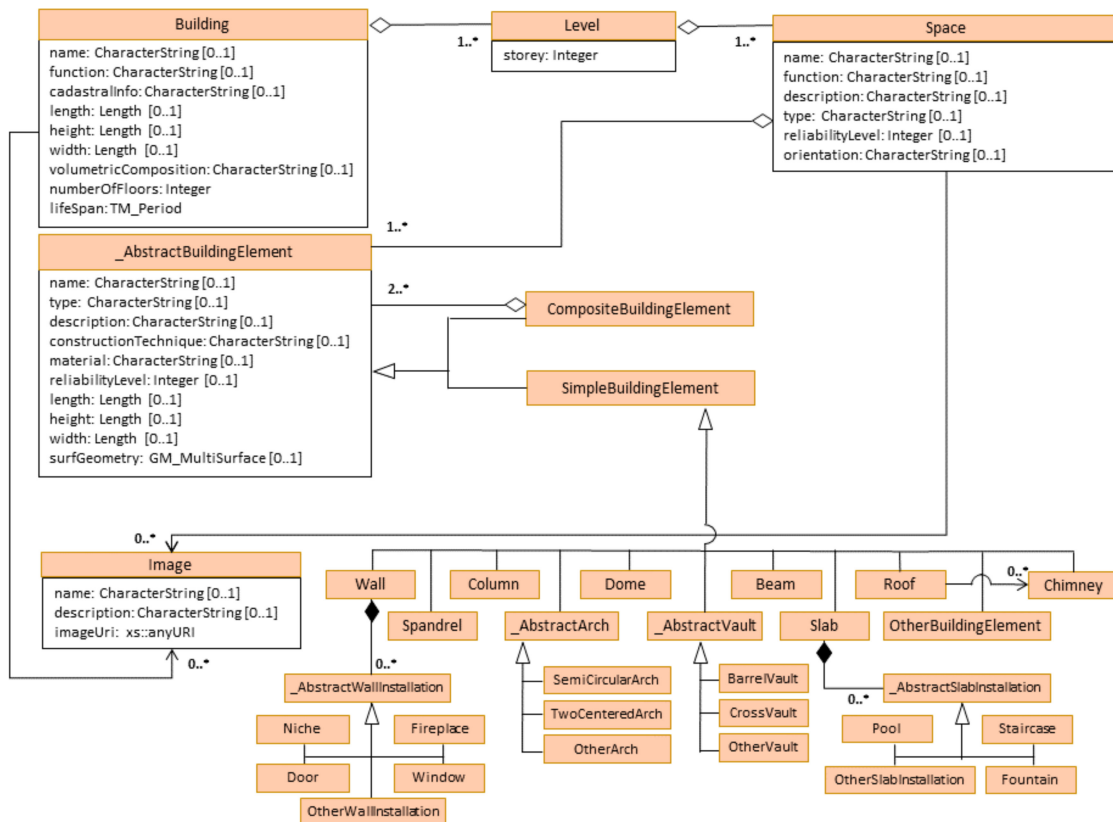 Building
name: CharacterString [0..1]
function: CharacterString [0..1]
cadastralInfo: CharacterString [0..1]
length: Length [0..1]
height: Length [0..1]
width: Length [0..1]
volumetricComposition: CharacterString [0..1]
numberOfFloors: Integer
lifeSpan: TM_Period
1..*
Level
storey: Integer
1..*
Space
name: CharacterString [0..1]
function: CharacterString [0..1]
description: CharacterString [0..1]
type: CharacterString [0..1]
reliabilityLevel: Integer [0..1]
orientation: CharacterString [0..1]
1..*
_AbstractBuildingElement
name: CharacterString [0..1]
type: CharacterString [0..1]
description: CharacterString [0..1]
constructionTechnique: CharacterString [0..1]
material: CharacterString [0..1]
reliabilityLevel: Integer [0..1]
length: Length [0..1]
height: Length [0..1]
width: Length [0..1]
surfGeometry: GM_MultiSurface [0..1]
2..*
CompositeBuildingElement
SimpleBuildingElement
0..*
Image
name: CharacterString [0..1]
description: CharacterString [0..1]
imageUri: xs::anyURI
0..*
Wall
Column
Dome
Beam
Roof
0..*
Chimney
Spandrel
_AbstractArch
_AbstractVault
Slab
OtherBuildingElement
0..*
_AbstractWallInstallation
Niche
Fireplace
Door
Window
OtherWallInstallation
SemiCircularArch
TwoCenteredArch
OtherArch
BarrelVault
CrossVault
OtherVault
0..*
_AbstractSlabInstallation
Pool
Staircase
OtherSlabInstallation
Fountain